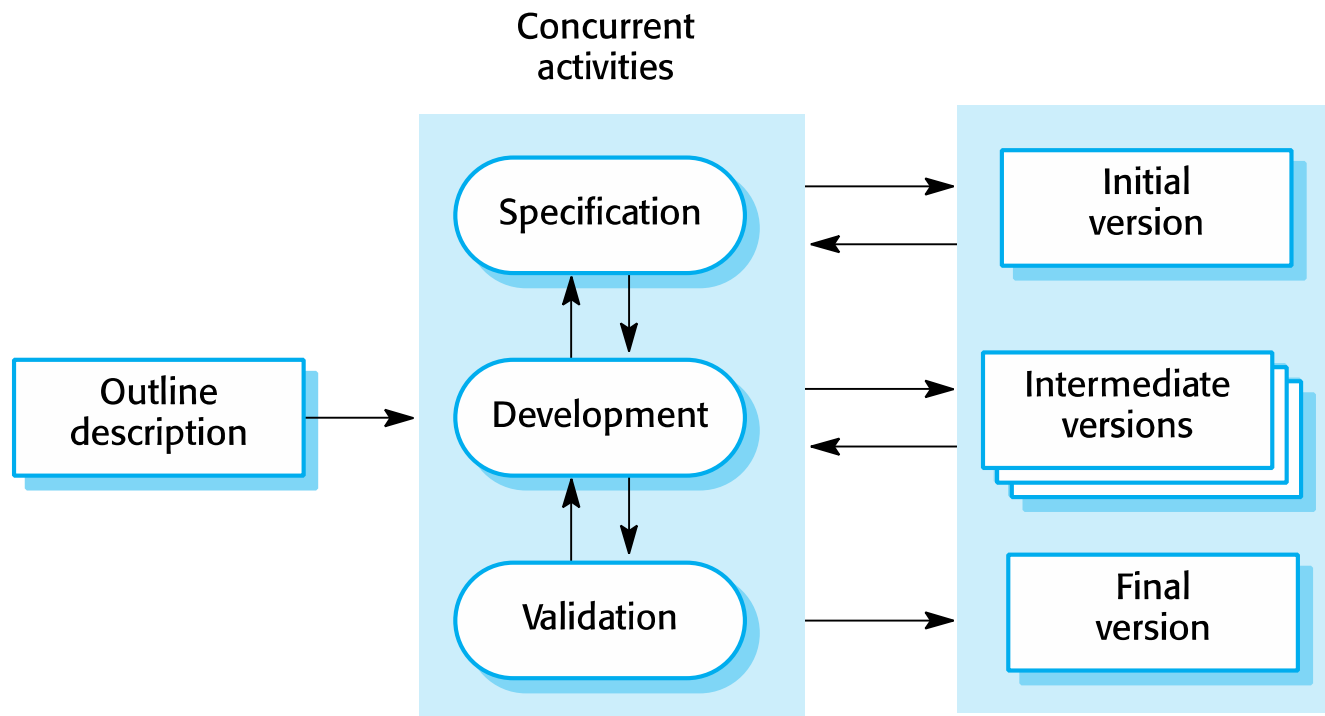 Concurrent
activities
Specification
Initial
version
Outline
description
Development
Intermediate
versions
Validation
Final
version